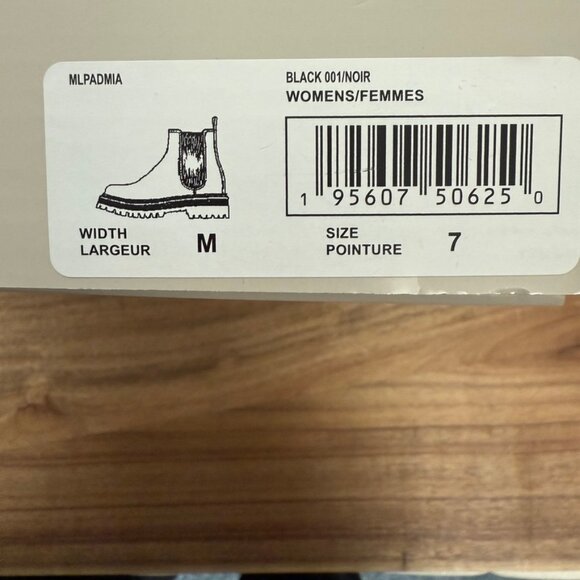 MLPADMIA
BLACK 001/NOIR
WOMENS/FEMMES
1 95607 50625 0
WIDTH
LARGEUR M
SIZE
POINTURE 7